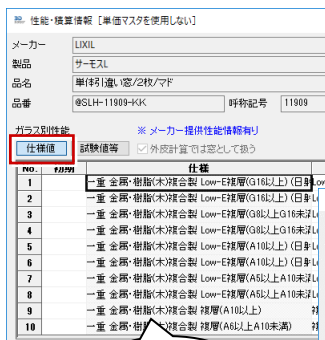 性能・積算情報 [単価マスタを使用しない]
メーカー LIXIL
製品 サーモスL
品名 単体引違い窓/2枚/マド
品番 @SLH-11909-KK 呼称記号 11909
ガラス別性能 ※ メーカー提供性能情報有り
仕様値 試験値等 外皮計算では窓として扱う
No. 初期 仕様
1 一重 金属・樹脂(木)複合製 Low-E複層(G16以上) (日射 Low
2 一重 金属・樹脂(木)複合製 Low-E複層(G16以上) (日射
3 一重 金属・樹脂(木)複合製 Low-E複層(G8以上G16未
4 一重 金属・樹脂(木)複合製 Low-E複層(G8以上G16未
5 一重 金属・樹脂(木)複合製 Low-E複層(A10以上) (日射
6 一重 金属・樹脂(木)複合製 Low-E複層(A10以上) (日射
7 一重 金属・樹脂(木)複合製 Low-E複層(A5以上A10未
8 一重 金属・樹脂(木)複合製 Low-E複層(A5以上A10未
9 一重 金属・樹脂(木)複合製 複層(A10以上)
10 一重 金属・樹脂(木)複合製 複層(A6以上A10未満)